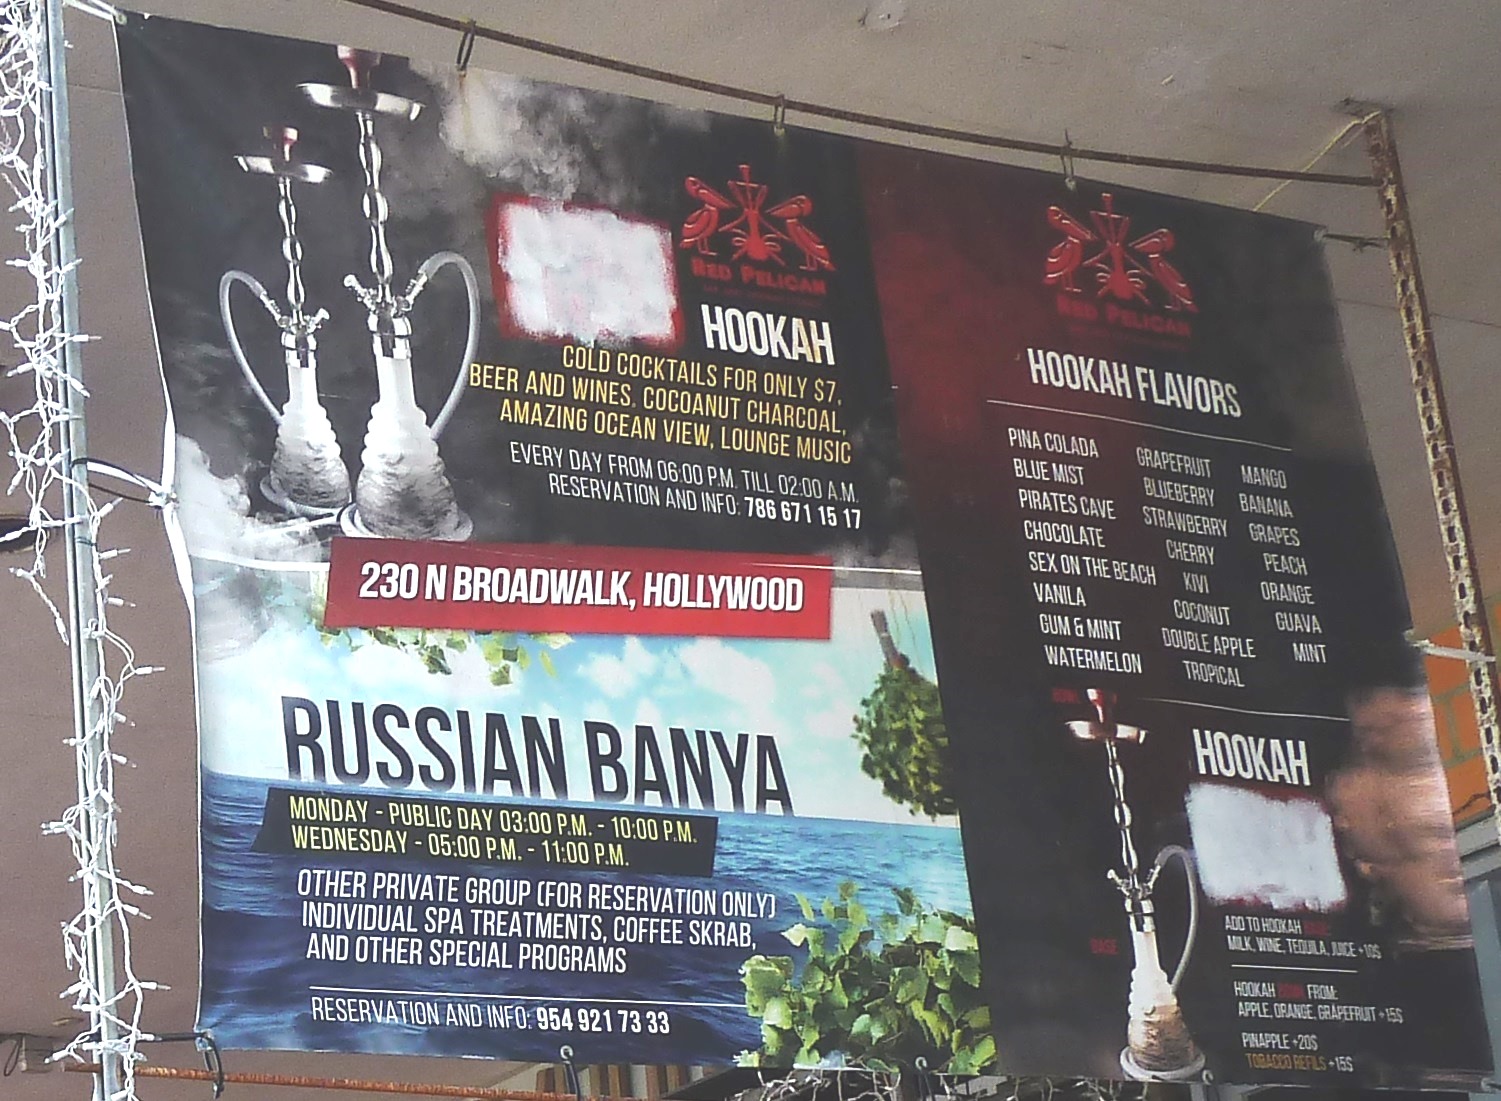 RED PELICAN
HOOKAH
COLD COCKTAILS FOR ONLY $7,
BEER AND WINES, COCOANUT CHARCOAL,
AMAZING OCEAN VIEW, LOUNGE MUSIC
EVERY DAY FROM 06:00 P.M. TILL 02:00 A.M.
RESERVATION AND INFO: 786 671 15 17
230 N BROADWALK, HOLLYWOOD
RUSSIAN BANYA
MONDAY - PUBLIC DAY 03:00 P.M. - 10:00 P.M.
WEDNESDAY - 05:00 P.M. - 11:00 P.M.
OTHER PRIVATE GROUP (FOR RESERVATION ONLY)
INDIVIDUAL SPA TREATMENTS, COFFEE SKRAB,
AND OTHER SPECIAL PROGRAMS
RESERVATION AND INFO: 954 921 73 33
RED PELICAN
HOOKAH FLAVORS
PINA COLADA GRAPEFRUIT MANGO
BLUE MIST BLUEBERRY BANANA
PIRATES CAVE STRAWBERRY GRAPES
CHOCOLATE CHERRY PEACH
SEX ON THE BEACH KIVI ORANGE
VANILA COCONUT GUAVA
GUM & MINT DOUBLE APPLE MINT
WATERMELON TROPICAL
BOWL
HOOKAH
BASE
ADD TO HOOKAH BASE:
MILK, WINE, TEQUILA, JUICE +10$
HOOKAH BOWL FROM:
APPLE, ORANGE, GRAPEFRUIT +15$
PINAPPLE +20$
TOBACCO REFILS +15$